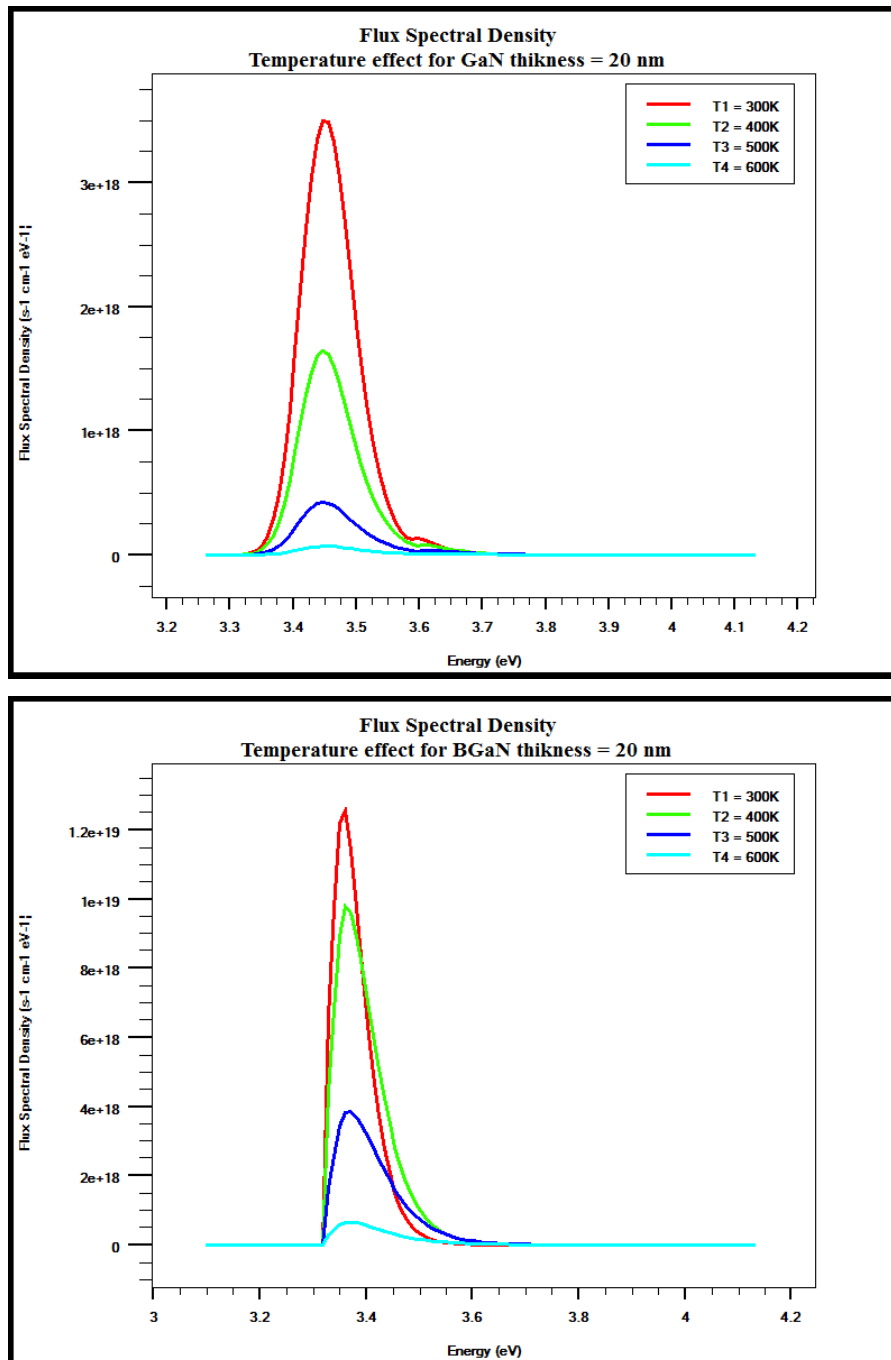 Flux Spectral Density
Temperature effect for GaN thikness = 20 nm
T1 = 300K
T2 = 400K
T3 = 500K
T4 = 600K
Flux Spectral Density (s-1 cm-1 eV-1)
3e+18
2e+18
1e+18
0
3.2 3.3 3.4 3.5 3.6 3.7 3.8 3.9 4 4.1 4.2
Energy (eV)
Flux Spectral Density
Temperature effect for BGaN thikness = 20 nm
T1 = 300K
T2 = 400K
T3 = 500K
T4 = 600K
Flux Spectral Density (s-1 cm-1 eV-1)
1.2e+19
1e+19
8e+18
6e+18
4e+18
2e+18
0
3 3.2 3.4 3.6 3.8 4 4.2
Energy (eV)